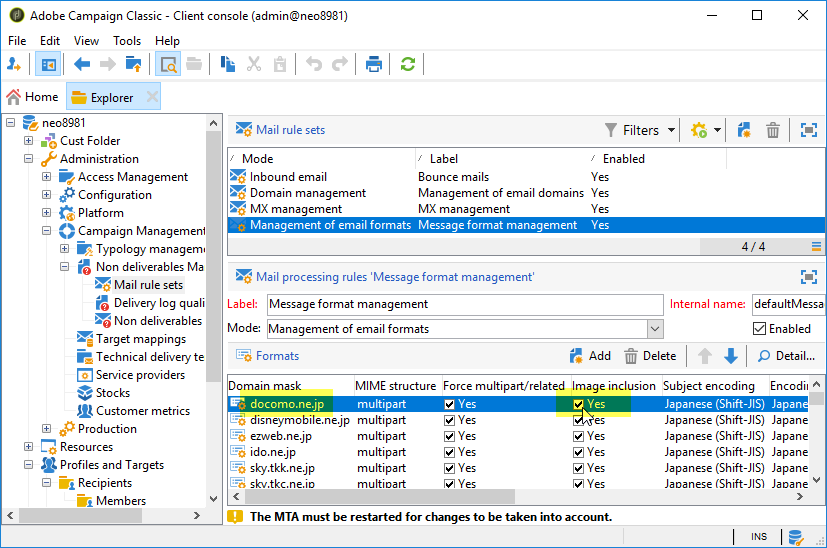 Adobe Campaign Classic - Client console (admin@neo8981)
File Edit View Tools Help
Home Explorer
neo8981
Cust Folder
Administration
Access Management
Configuration
Platform
Campaign Management
Typology manageme
Non deliverables Ma
Mail rule sets
Delivery log quali
Non deliverables
Target mappings
Technical delivery te
Service providers
Stocks
Customer metrics
Production
Resources
Profiles and Targets
Recipients
Members
Mail rule sets Filters
Mode Label Enabled
Inbound email Bounce mails Yes
Domain management Management of email domains Yes
MX management MX management Yes
Management of email formats Message format management Yes
4 / 4
Mail processing rules 'Message format management'
Label: Message format management Internal name: defaultMessa
Mode: Management of email formats Enabled
Formats Add Delete Detail...
Domain mask MIME structure Force multipart/related Image inclusion Subject encoding Encodin
docomo.ne.jp multipart Yes Yes Japanese (Shift-JIS) Japane
disneymobile.ne.jp multipart Yes Yes Japanese (Shift-JIS) Japane
ezweb.ne.jp multipart Yes Yes Japanese (Shift-JIS) Japane
ido.ne.jp multipart Yes Yes Japanese (Shift-JIS) Japane
sky.tkk.ne.jp multipart Yes Yes Japanese (Shift-JIS) Japane
sky.tkc.ne.jp multipart Yes Yes Japanese (Shift-JIS) Japane
The MTA must be restarted for changes to be taken into account.
INS